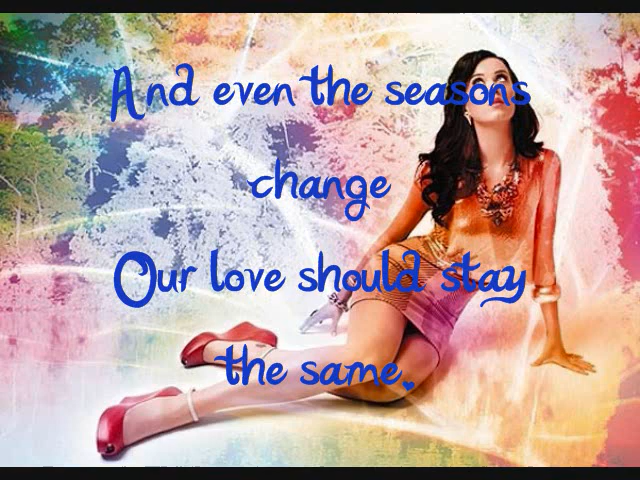 And even the seasons
change
Our love should stay
the same.